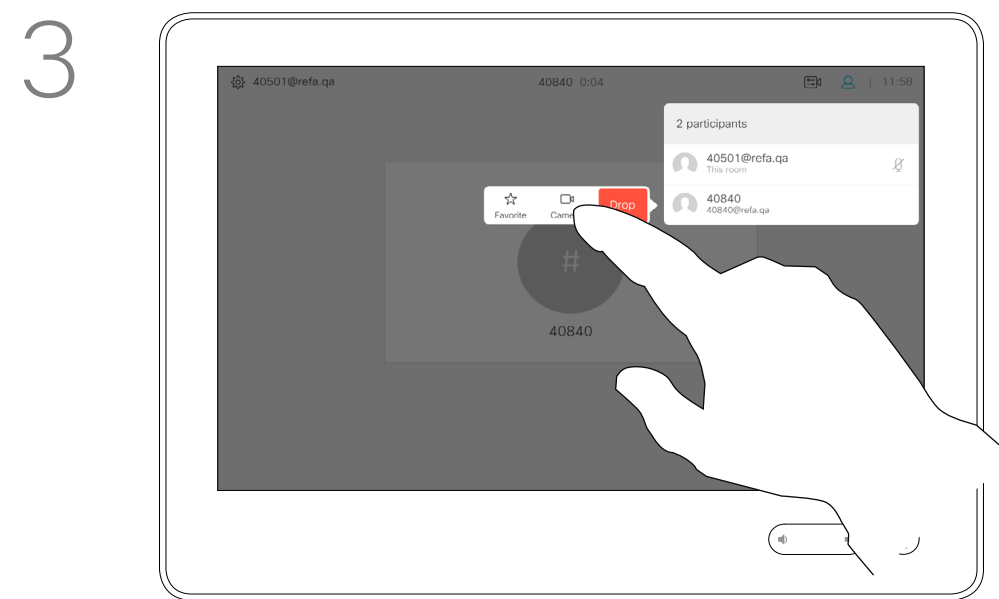 3
40501@refa.qa 40840 0:04 | 11:58
2 participants
40501@refa.qa
This room
40840
40840@refa.qa
Favorite Came Drop
#
40840